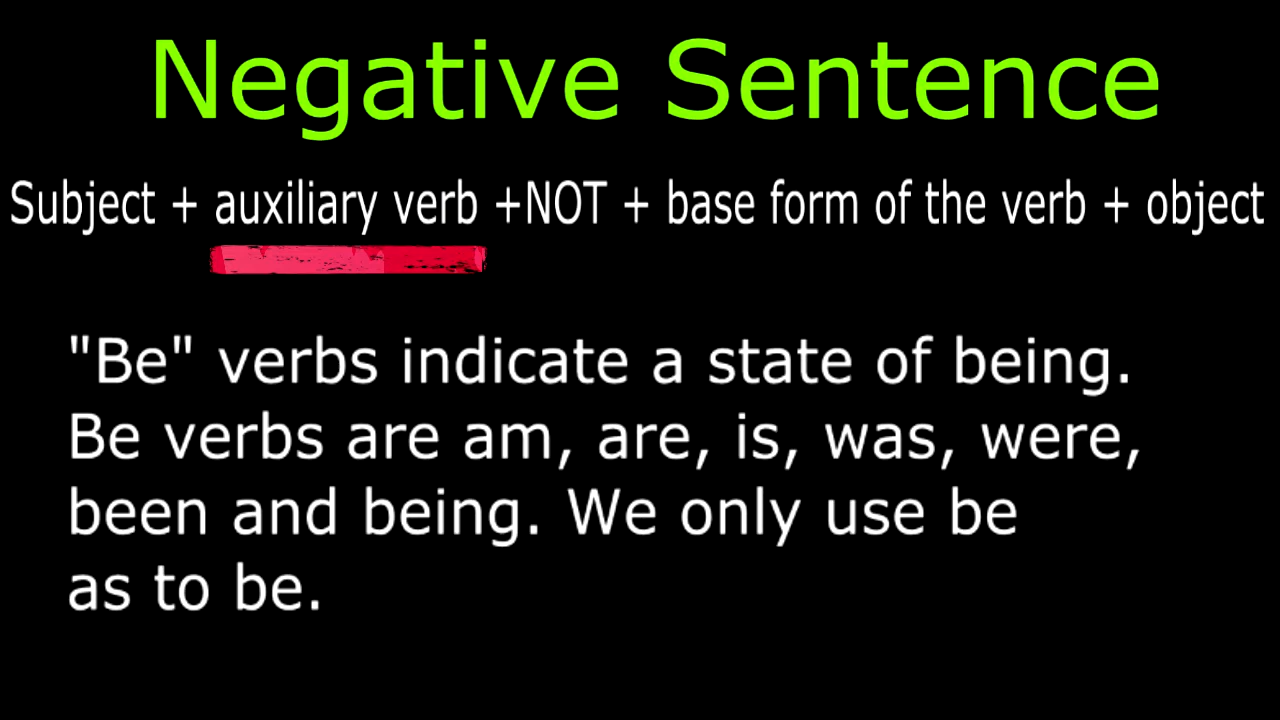 Negative Sentence
Subject + auxiliary verb +NOT + base form of the verb + object
"Be" verbs indicate a state of being.
Be verbs are am, are, is, was, were,
been and being. We only use be
as to be.